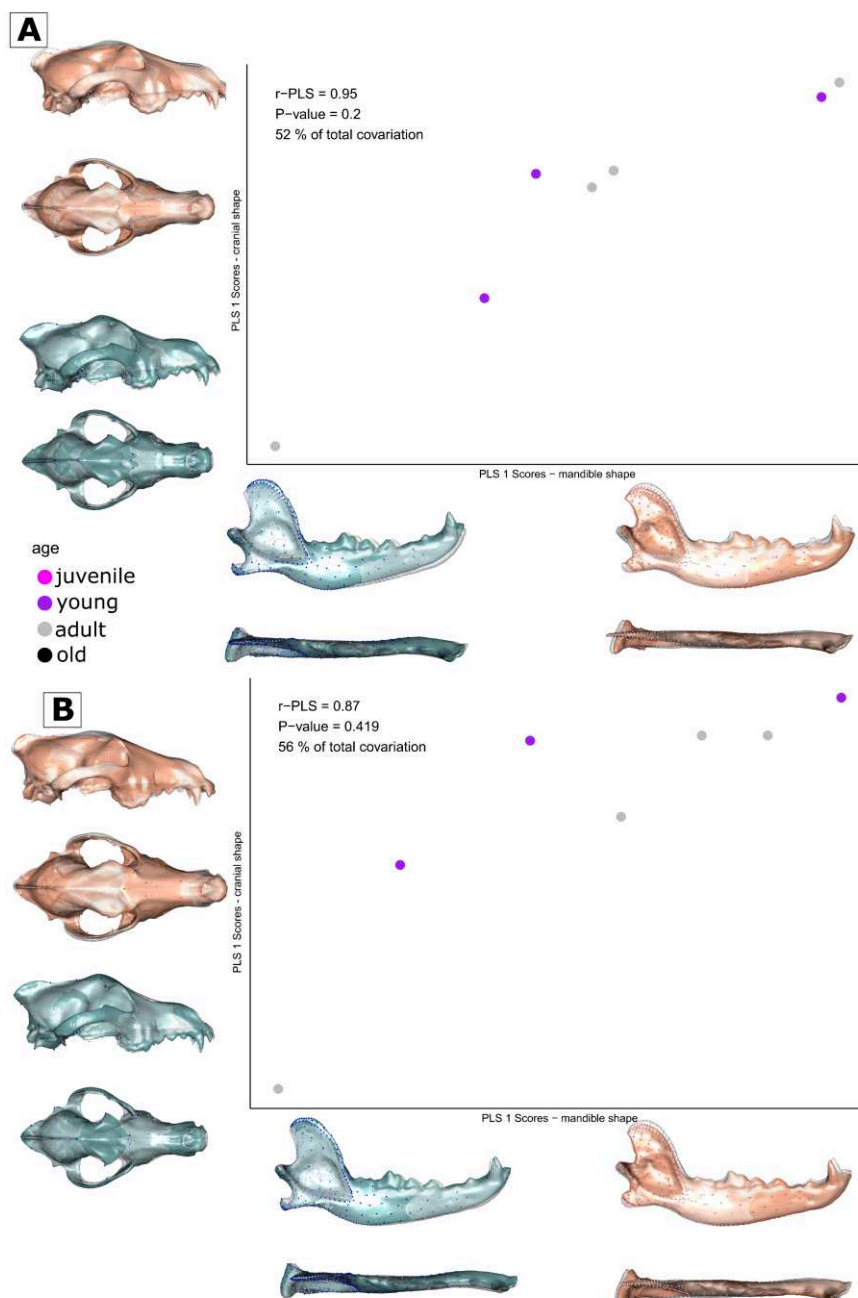 A
r−PLS = 0.95
P−value = 0.2
52 % of total covariation
PLS 1 Scores - cranial shape
PLS 1 Scores − mandible shape
age
juvenile
young
adult
old
B
r−PLS = 0.87
P−value = 0.419
56 % of total covariation
PLS 1 Scores - cranial shape
PLS 1 Scores − mandible shape